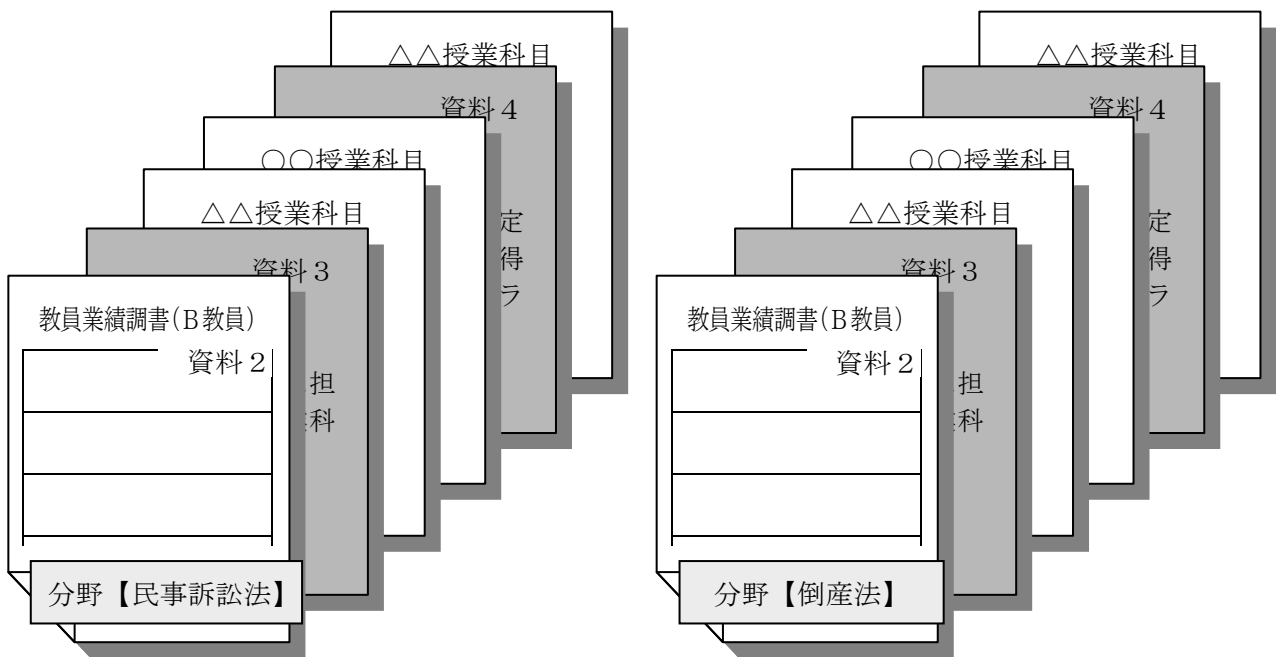 △△授業科目
資料4
○○授業科目
△△授業科目
定
得
ラ
資料3
教員業績調書(B教員)
資料2
担
科
分野【民事訴訟法】
△△授業科目
資料4
○○授業科目
△△授業科目
定
得
ラ
資料3
教員業績調書(B教員)
資料2
担
科
分野【倒産法】